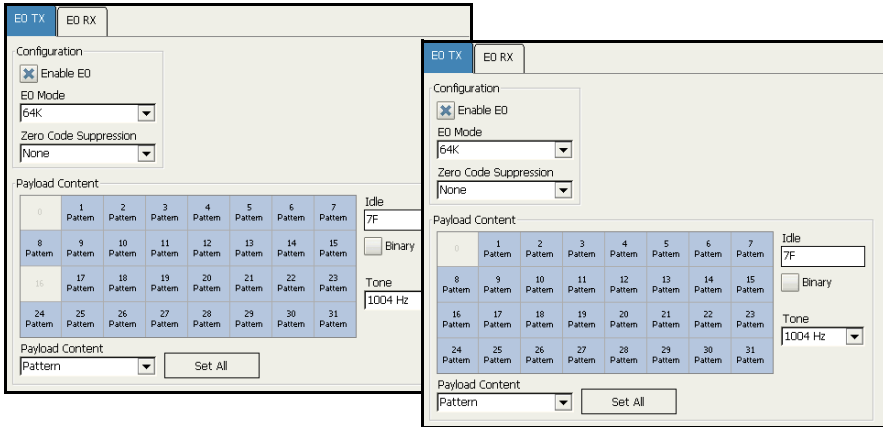 E0 TX E0 RX
Configuration
Enable E0
E0 Mode
64K
Zero Code Suppression
None
Payload Content
0 1 2 3 4 5 6 7
Pattern Pattern Pattern Pattern Pattern Pattern Pattern
8 9 10 11 12 13 14 15
Pattern Pattern Pattern Pattern Pattern Pattern Pattern Pattern
16 17 18 19 20 21 22 23
Pattern Pattern Pattern Pattern Pattern Pattern Pattern
24 25 26 27 28 29 30 31
Pattern Pattern Pattern Pattern Pattern Pattern Pattern Pattern
Idle
7F
Binary
Tone
1004 Hz
Payload Content
Pattern Set All
E0 TX E0 RX
Configuration
Enable E0
E0 Mode
64K
Zero Code Suppression
None
Payload Content
0 1 2 3 4 5 6 7
Pattern Pattern Pattern Pattern Pattern Pattern Pattern
8 9 10 11 12 13 14 15
Pattern Pattern Pattern Pattern Pattern Pattern Pattern Pattern
16 17 18 19 20 21 22 23
Pattern Pattern Pattern Pattern Pattern Pattern Pattern Pattern
24 25 26 27 28 29 30 31
Pattern Pattern Pattern Pattern Pattern Pattern Pattern Pattern
Idle
7F
Binary
Tone
1004 Hz
Payload Content
Pattern Set All